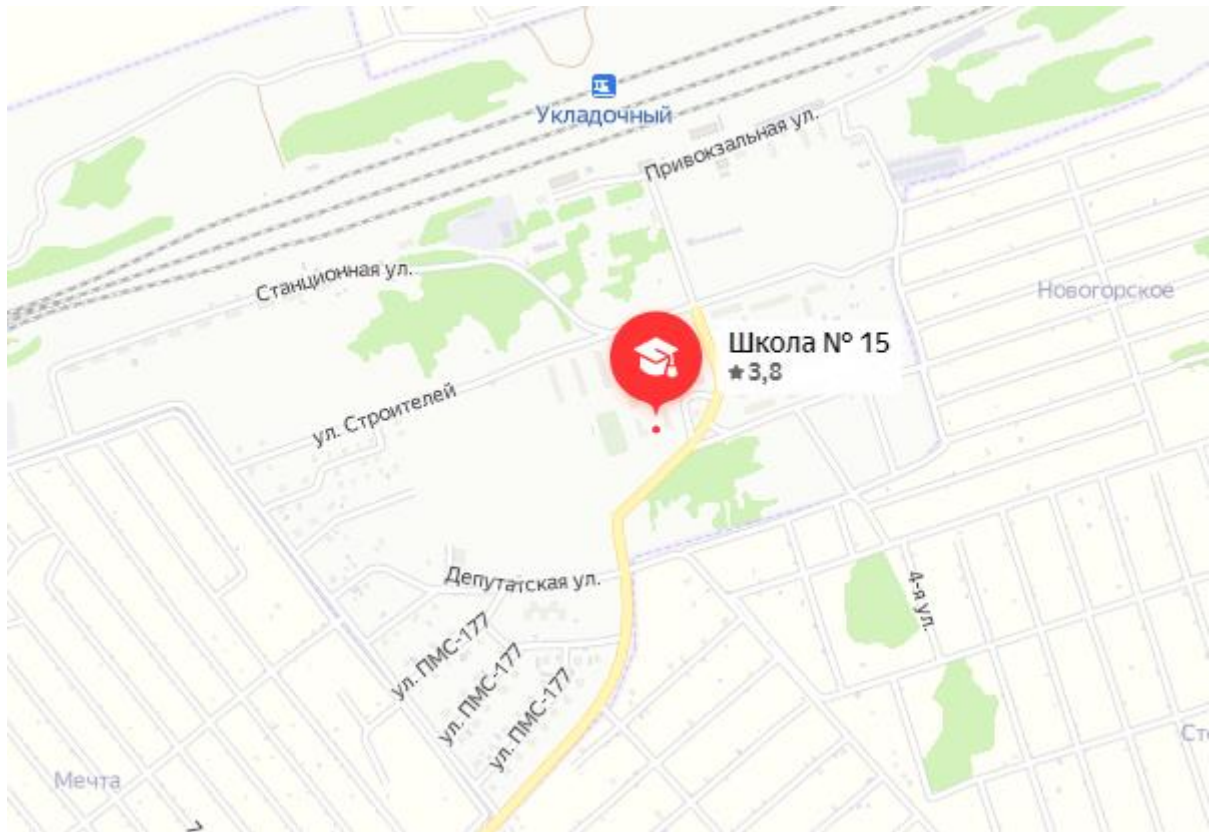 Укладочный
Привокзальная ул.
Станционная ул.
Новогорское
Школа № 15
3,8
ул. Строителей
Депутатская ул.
4-я ул.
ул. ПМС-177
ул. ПМС-177
ул. ПМС-177
Ст
Мечта